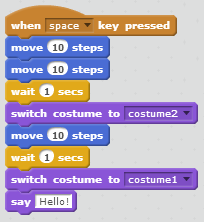 when space key pressed
move 10 steps
move 10 steps
wait 1 secs
switch costume to costume2
move 10 steps
wait 1 secs
switch costume to costume1
say Hello!